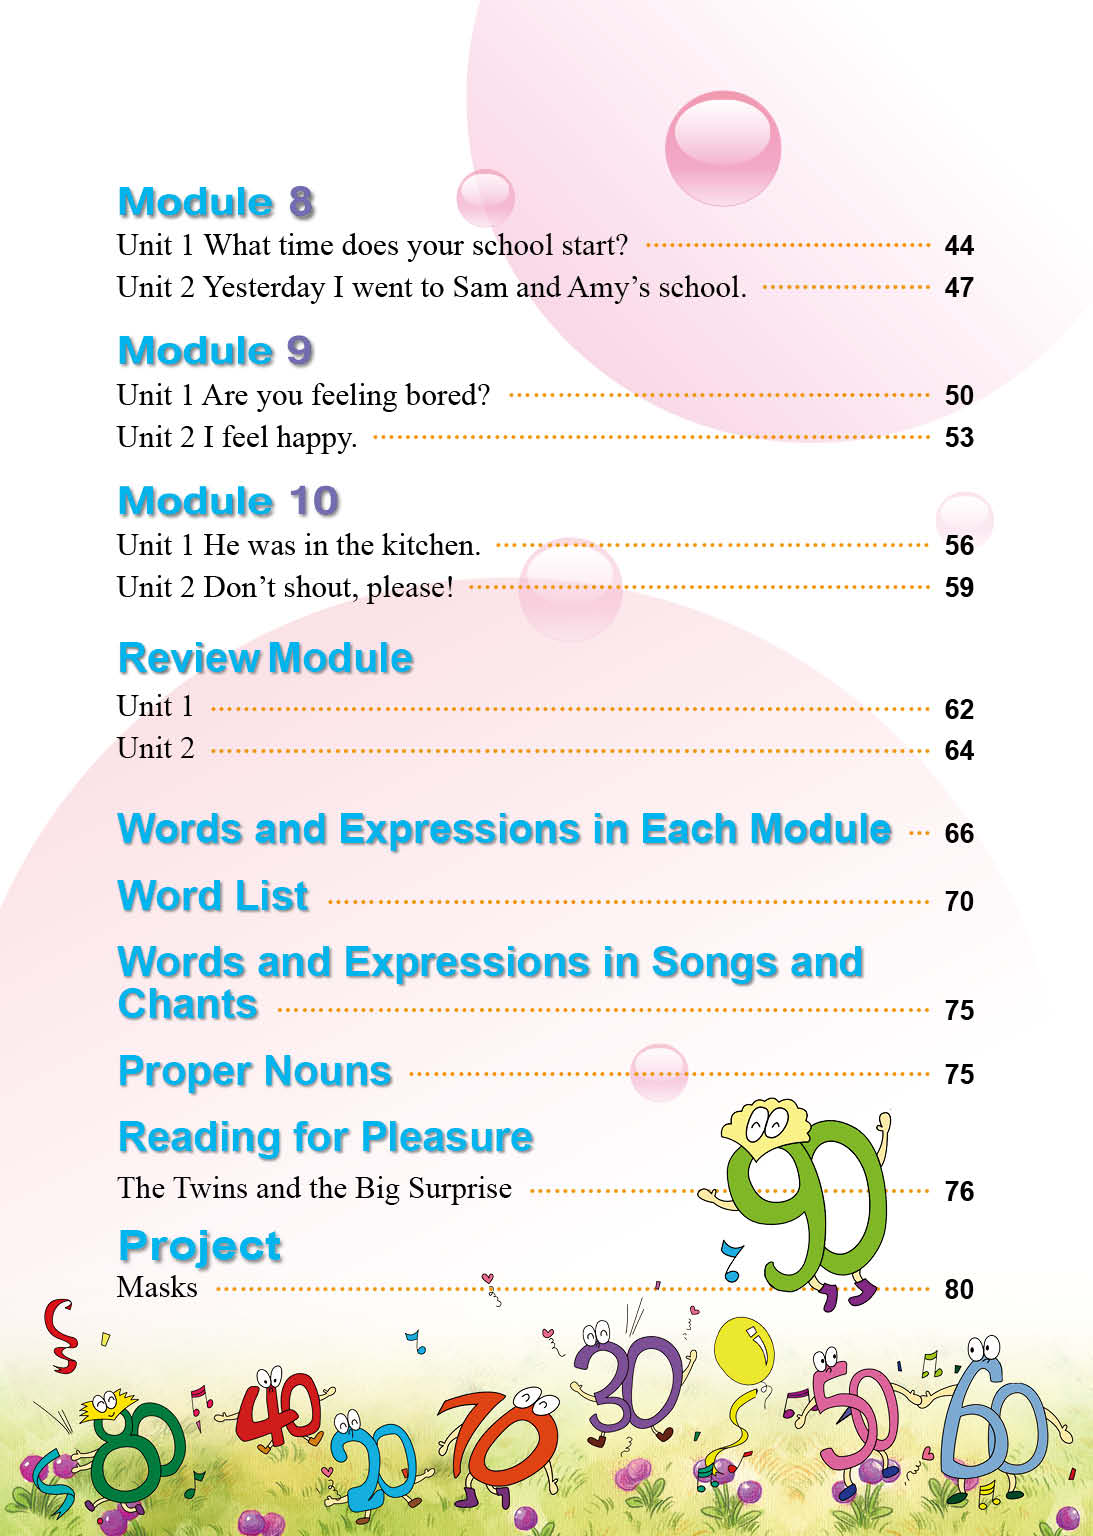 Module 8
Unit 1 What time does your school start? 44
Unit 2 Yesterday I went to Sam and Amy's school. 47
Module 9
Unit 1 Are you feeling bored? 50
Unit 2 I feel happy. 53
Module 10
Unit 1 He was in the kitchen. 56
Unit 2 Don't shout, please! 59
Review Module
Unit 1 62
Unit 2 64
Words and Expressions in Each Module 66
Word List 70
Words and Expressions in Songs and
Chants 75
Proper Nouns 75
Reading for Pleasure
The Twins and the Big Surprise 76
Project
Masks 80
90
80 40 20 70 30 50 60